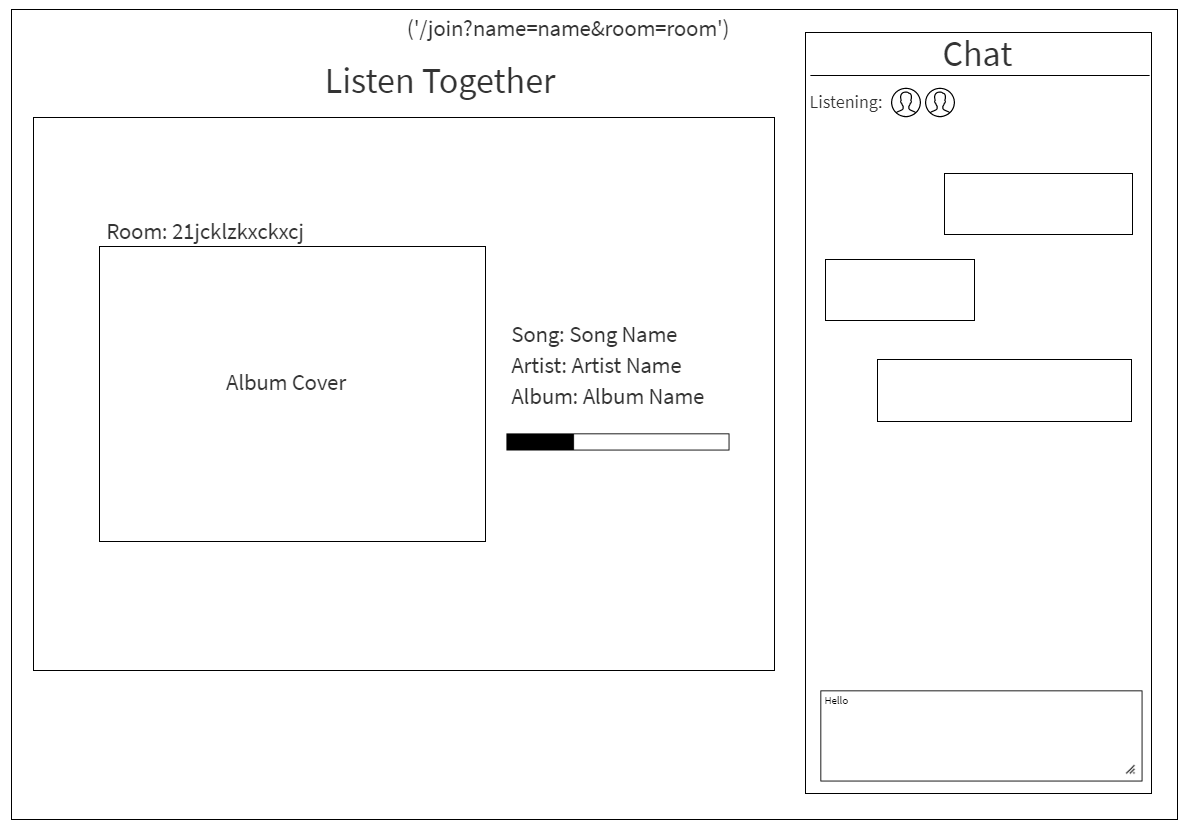 ('/join?name=name&room=room')
Listen Together
Room: 21jcklzkxckxcj
Album Cover
Song: Song Name
Artist: Artist Name
Album: Album Name
Chat
Listening:
Hello